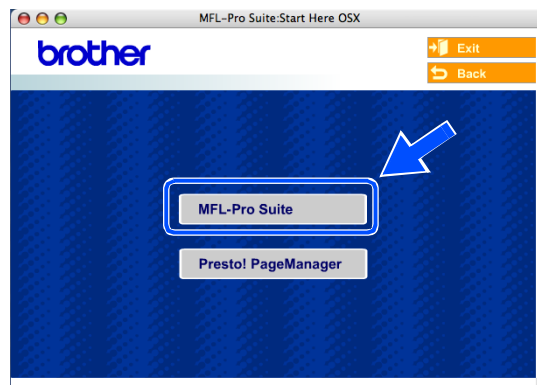 MFL-Pro Suite:Start Here OSX
brother
Exit
Back
MFL-Pro Suite
Presto! PageManager